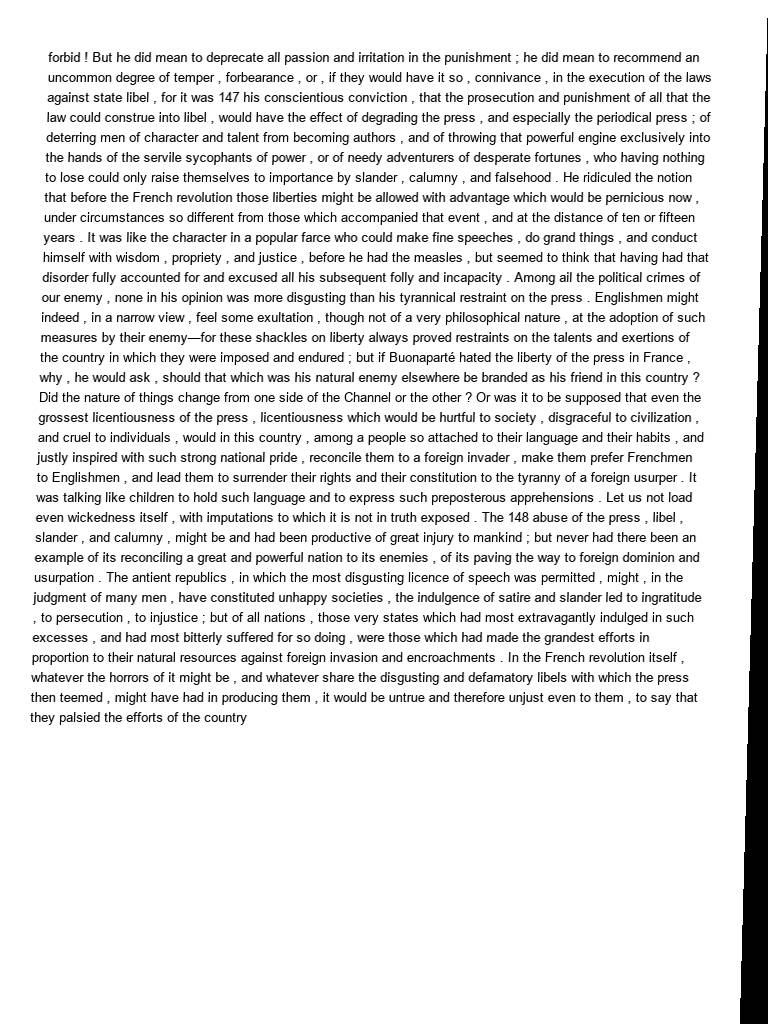 forbid ! But he did mean to deprecate all passion and irritation in the punishment ; he did mean to recommend an
uncommon degree of temper , forbearance , or , if they would have it so , connivance , in the execution of the laws
against state libel , for it was 147 his conscientious conviction , that the prosecution and punishment of all that the
law could construe into libel , would have the effect of degrading the press , and especially the periodical press ; of
deterring men of character and talent from becoming authors , and of throwing that powerful engine exclusively into
the hands of the servile sycophants of power , or of needy adventurers of desperate fortunes , who having nothing
to lose could only raise themselves to importance by slander , calumny , and falsehood . He ridiculed the notion
that before the French revolution those liberties might be allowed with advantage which would be pernicious now ,
under circumstances so different from those which accompanied that event , and at the distance of ten or fifteen
years . It was like the character in a popular farce who could make fine speeches , do grand things , and conduct
himself with wisdom , propriety , and justice , before he had the measles , but seemed to think that having had that
disorder fully accounted for and excused all his subsequent folly and incapacity . Among ail the political crimes of
our enemy , none in his opinion was more disgusting than his tyrannical restraint on the press . Englishmen might
indeed , in a narrow view , feel some exultation , though not of a very philosophical nature , at the adoption of such
measures by their enemy—for these shackles on liberty always proved restraints on the talents and exertions of
the country in which they were imposed and endured ; but if Buonaparté hated the liberty of the press in France ,
why , he would ask , should that which was his natural enemy elsewhere be branded as his friend in this country ?
Did the nature of things change from one side of the Channel or the other ? Or was it to be supposed that even the
grossest licentiousness of the press , licentiousness which would be hurtful to society , disgraceful to civilization ,
and cruel to individuals , would in this country , among a people so attached to their language and their habits , and
justly inspired with such strong national pride , reconcile them to a foreign invader , make them prefer Frenchmen
to Englishmen , and lead them to surrender their rights and their constitution to the tyranny of a foreign usurper . It
was talking like children to hold such language and to express such preposterous apprehensions . Let us not load
even wickedness itself , with imputations to which it is not in truth exposed . The 148 abuse of the press , libel ,
slander , and calumny , might be and had been productive of great injury to mankind ; but never had there been an
example of its reconciling a great and powerful nation to its enemies , of its paving the way to foreign dominion and
usurpation . The antient republics , in which the most disgusting licence of speech was permitted , might , in the
judgment of many men , have constituted unhappy societies , the indulgence of satire and slander led to ingratitude
, to persecution , to injustice ; but of all nations , those very states which had most extravagantly indulged in such
excesses , and had most bitterly suffered for so doing , were those which had made the grandest efforts in
proportion to their natural resources against foreign invasion and encroachments . In the French revolution itself ,
whatever the horrors of it might be , and whatever share the disgusting and defamatory libels with which the press
then teemed , might have had in producing them , it would be untrue and therefore unjust even to them , to say that
they palsied the efforts of the country